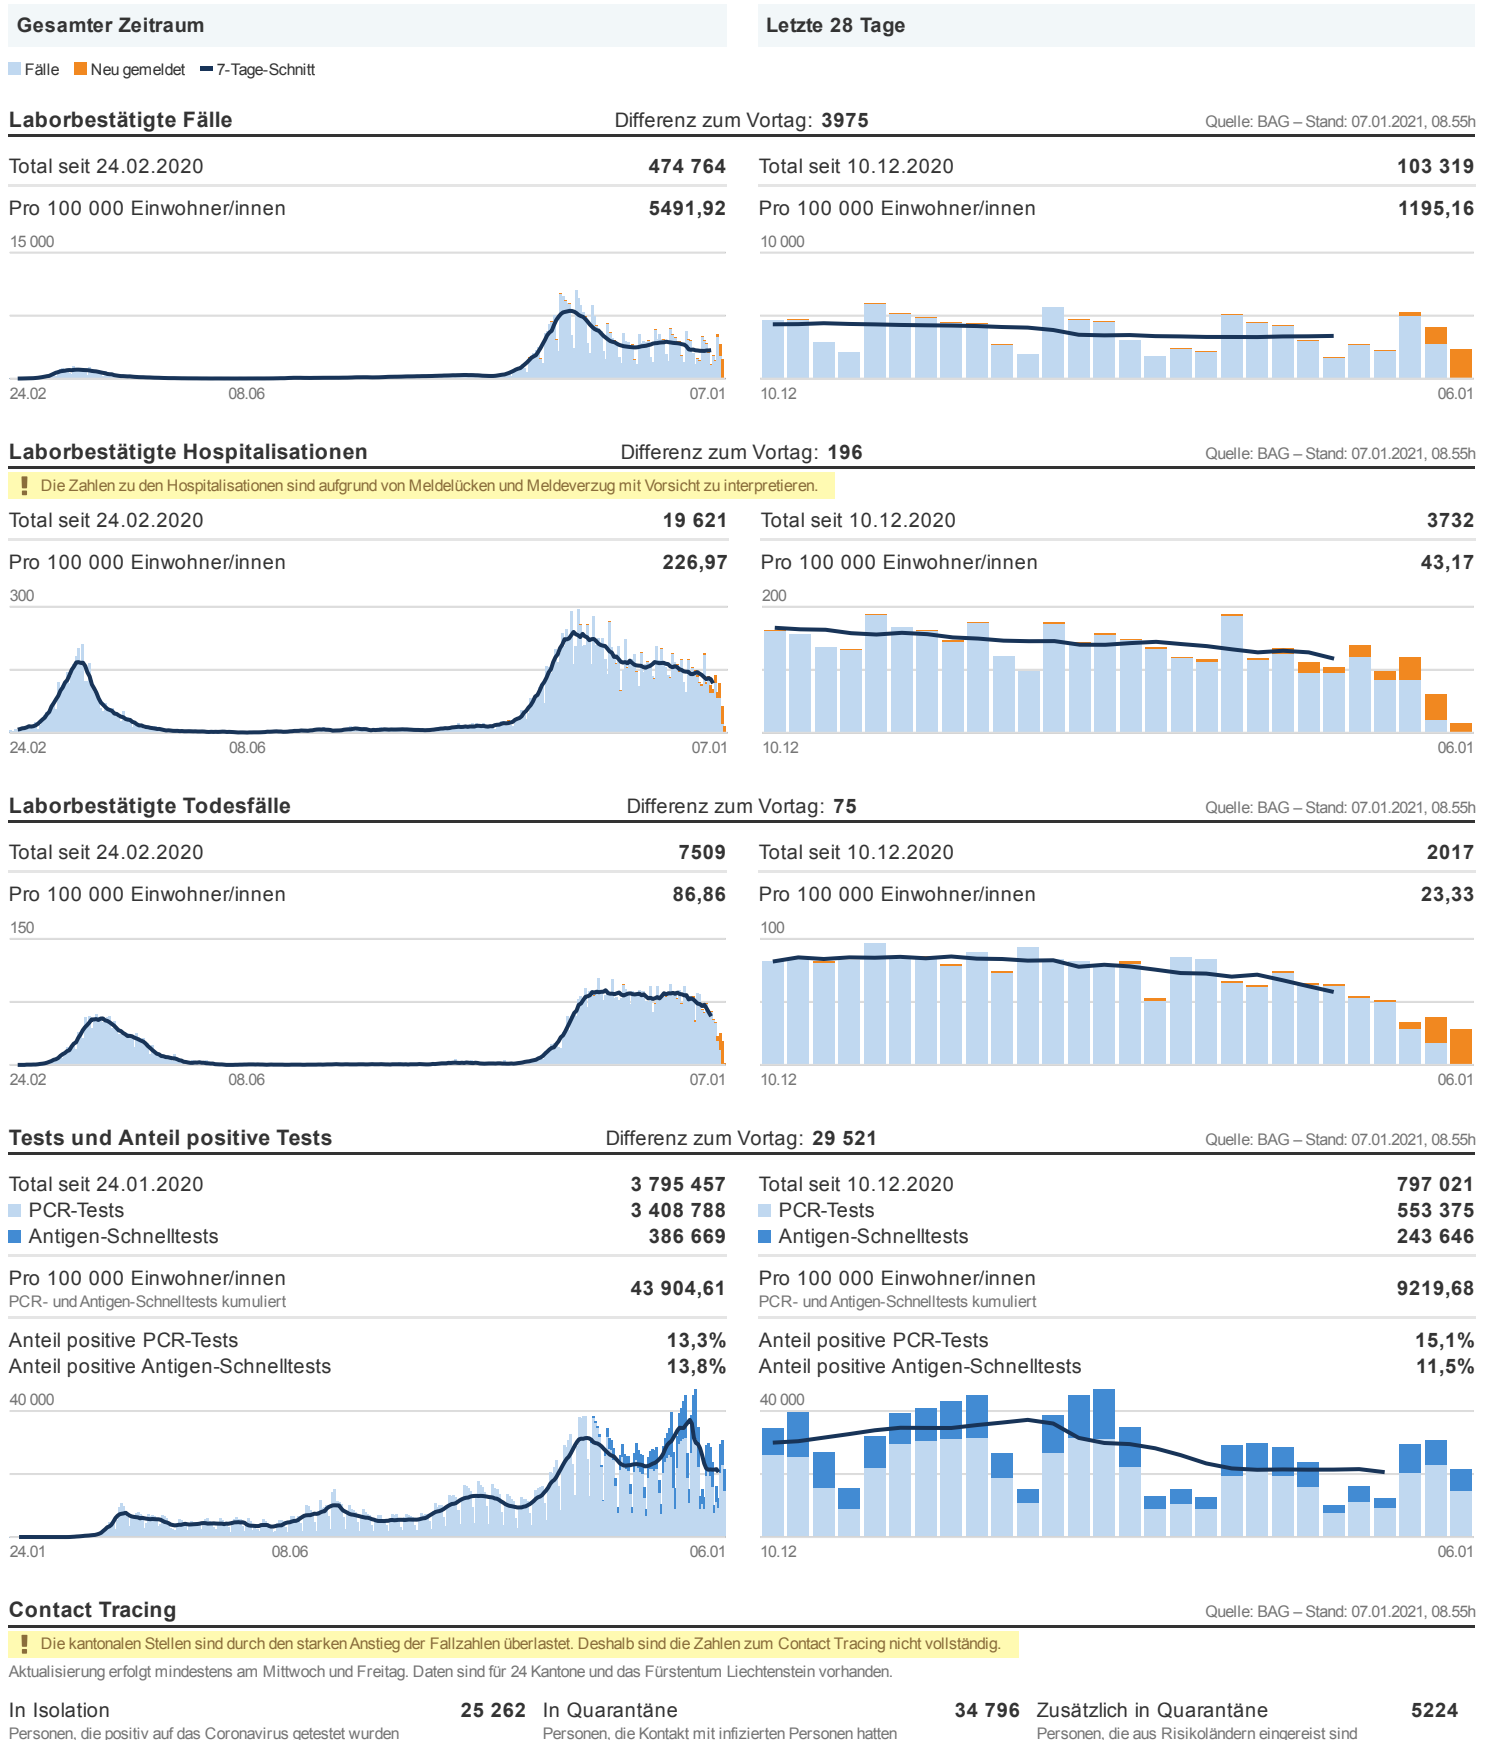 Gesamter Zeitraum
Letzte 28 Tage
Fälle Neu gemeldet 7-Tage-Schnitt
Laborbestätigte Fälle Differenz zum Vortag: 3975 Quelle: BAG – Stand: 07.01.2021, 08.55h
Total seit 24.02.2020 474 764
Pro 100 000 Einwohner/innen 5491,92
15 000
24.02 08.06 07.01
Total seit 10.12.2020 103 319
Pro 100 000 Einwohner/innen 1195,16
10 000
10.12 06.01
Laborbestätigte Hospitalisationen Differenz zum Vortag: 196 Quelle: BAG – Stand: 07.01.2021, 08.55h
! Die Zahlen zu den Hospitalisationen sind aufgrund von Meldelücken und Meldeverzug mit Vorsicht zu interpretieren.
Total seit 24.02.2020 19 621
Pro 100 000 Einwohner/innen 226,97
300
24.02 08.06 07.01
Total seit 10.12.2020 3732
Pro 100 000 Einwohner/innen 43,17
200
10.12 06.01
Laborbestätigte Todesfälle Differenz zum Vortag: 75 Quelle: BAG – Stand: 07.01.2021, 08.55h
Total seit 24.02.2020 7509
Pro 100 000 Einwohner/innen 86,86
150
24.02 08.06 07.01
Total seit 10.12.2020 2017
Pro 100 000 Einwohner/innen 23,33
100
10.12 06.01
Tests und Anteil positive Tests Differenz zum Vortag: 29 521 Quelle: BAG – Stand: 07.01.2021, 08.55h
Total seit 24.01.2020 3 795 457
PCR-Tests 3 408 788
Antigen-Schnelltests 386 669
Pro 100 000 Einwohner/innen 43 904,61
PCR- und Antigen-Schnelltests kumuliert
Anteil positive PCR-Tests 13,3%
Anteil positive Antigen-Schnelltests 13,8%
40 000
24.01 08.06 06.01
Total seit 10.12.2020 797 021
PCR-Tests 553 375
Antigen-Schnelltests 243 646
Pro 100 000 Einwohner/innen 9219,68
PCR- und Antigen-Schnelltests kumuliert
Anteil positive PCR-Tests 15,1%
Anteil positive Antigen-Schnelltests 11,5%
40 000
10.12 06.01
Contact Tracing Quelle: BAG – Stand: 07.01.2021, 08.55h
! Die kantonalen Stellen sind durch den starken Anstieg der Fallzahlen überlastet. Deshalb sind die Zahlen zum Contact Tracing nicht vollständig.
Aktualisierung erfolgt mindestens am Mittwoch und Freitag. Daten sind für 24 Kantone und das Fürstentum Liechtenstein vorhanden.
In Isolation 25 262
Personen, die positiv auf das Coronavirus getestet wurden
In Quarantäne 34 796
Personen, die Kontakt mit infizierten Personen hatten
Zusätzlich in Quarantäne 5224
Personen, die aus Risikoländern eingereist sind